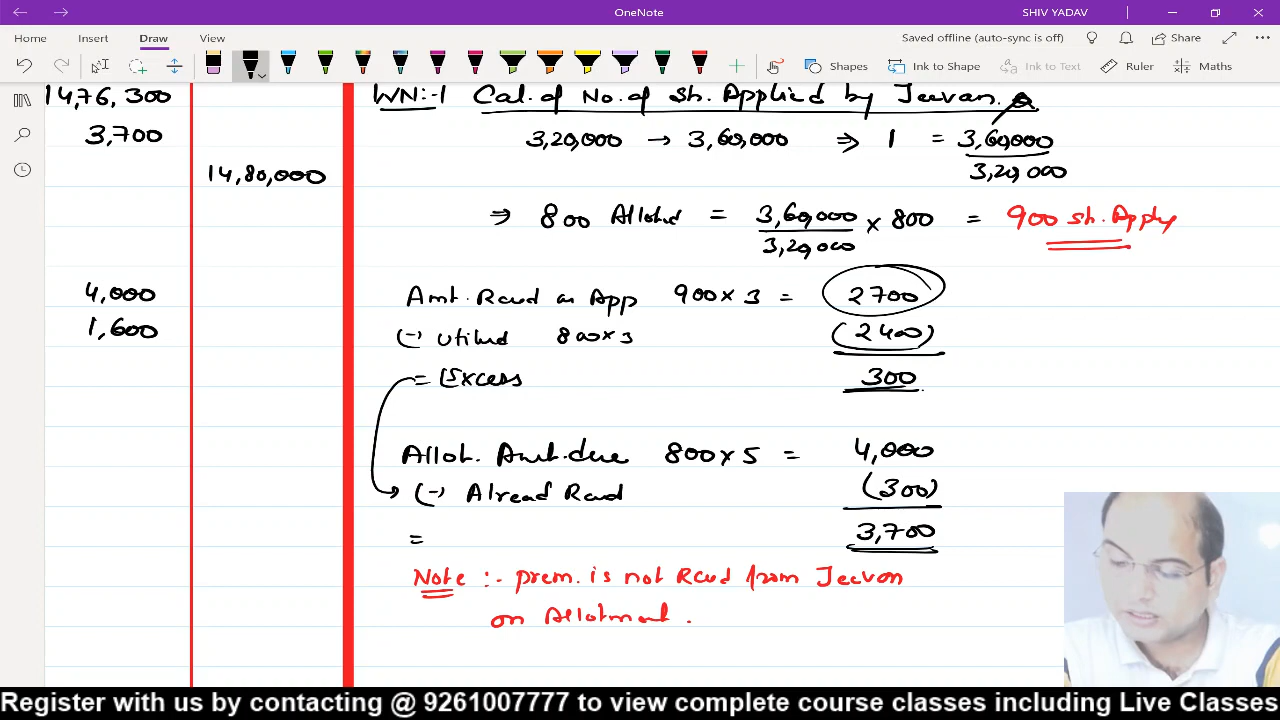 OneNote
SHIV YADAV
Home Insert Draw View
Saved offline (auto-sync is off)
Share
Shapes
Ink to Shape
Ink to Text
Ruler
Maths
14,76,300
3,700
14,80,000
4,000
1,600
WN:-1 Cal. of No. of Sh. Applied by Jeevan.
3,20,000 → 3,60,000 ⇒ 1 = 3,60,000 / 3,20,000
⇒ 800 Alloted = 3,60,000 / 3,20,000 × 800 = 900 sh. Apply
Amt. Recvd on App 900 × 3 = 2700
(-) Utilised 800 × 3 (2400)
= Excess 300
Allot. Amt. due 800 × 5 = 4,000
(-) Alread Recvd (300)
= 3,700
Note :- prem. is not Recvd from Jeevan
on Allotment.
Register with us by contacting @ 9261007777 to view complete course classes including Live Classes